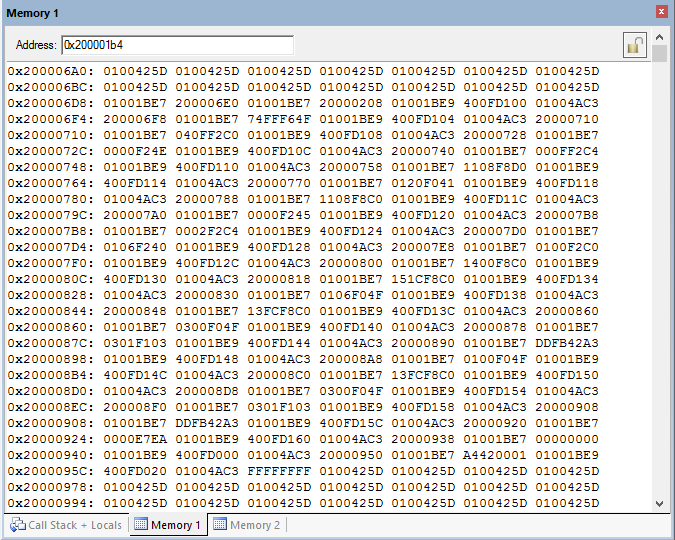 Memory 1
Address: 0x200001b4
0x200006A0: 0100425D 0100425D 0100425D 0100425D 0100425D 0100425D 0100425D
0x200006BC: 0100425D 0100425D 0100425D 0100425D 0100425D 0100425D 0100425D
0x200006D8: 01001BE7 200006E0 01001BE7 20000208 01001BE9 400FD100 01004AC3
0x200006F4: 200006F8 01001BE7 74FFF64F 01001BE9 400FD104 01004AC3 20000710
0x20000710: 01001BE7 040FF2C0 01001BE9 400FD108 01004AC3 20000728 01001BE7
0x2000072C: 0000F24E 01001BE9 400FD10C 01004AC3 20000740 01001BE7 000FF2C4
0x20000748: 01001BE9 400FD110 01004AC3 20000758 01001BE7 1108F8D0 01001BE9
0x20000764: 400FD114 01004AC3 20000770 01001BE7 0120F041 01001BE9 400FD118
0x20000780: 01004AC3 20000788 01001BE7 1108F8C0 01001BE9 400FD11C 01004AC3
0x2000079C: 200007A0 01001BE7 0000F245 01001BE9 400FD120 01004AC3 200007B8
0x200007B8: 01001BE7 0002F2C4 01001BE9 400FD124 01004AC3 200007D0 01001BE7
0x200007D4: 0106F240 01001BE9 400FD128 01004AC3 200007E8 01001BE7 0100F2C0
0x200007F0: 01001BE9 400FD12C 01004AC3 20000800 01001BE7 1400F8C0 01001BE9
0x2000080C: 400FD130 01004AC3 20000818 01001BE7 151CF8C0 01001BE9 400FD134
0x20000828: 01004AC3 20000830 01001BE7 0106F04F 01001BE9 400FD138 01004AC3
0x20000844: 20000848 01001BE7 13FCF8C0 01001BE9 400FD13C 01004AC3 20000860
0x20000860: 01001BE7 0300F04F 01001BE9 400FD140 01004AC3 20000878 01001BE7
0x2000087C: 0301F103 01001BE9 400FD144 01004AC3 20000890 01001BE7 DDFB42A3
0x20000898: 01001BE9 400FD148 01004AC3 200008A8 01001BE7 0100F04F 01001BE9
0x200008B4: 400FD14C 01004AC3 200008C0 01001BE7 13FCF8C0 01001BE9 400FD150
0x200008D0: 01004AC3 200008D8 01001BE7 0300F04F 01001BE9 400FD154 01004AC3
0x200008EC: 200008F0 01001BE7 0301F103 01001BE9 400FD158 01004AC3 20000908
0x20000908: 01001BE7 DDFB42A3 01001BE9 400FD15C 01004AC3 20000920 01001BE7
0x20000924: 0000E7EA 01001BE9 400FD160 01004AC3 20000938 01001BE7 00000000
0x20000940: 01001BE9 400FD000 01004AC3 20000950 01001BE7 A4420001 01001BE9
0x2000095C: 400FD020 01004AC3 FFFFFFFF 0100425D 0100425D 0100425D 0100425D
0x20000978: 0100425D 0100425D 0100425D 0100425D 0100425D 0100425D 0100425D
0x20000994: 0100425D 0100425D 0100425D 0100425D 0100425D 0100425D 0100425D
Call Stack + Locals Memory 1 Memory 2